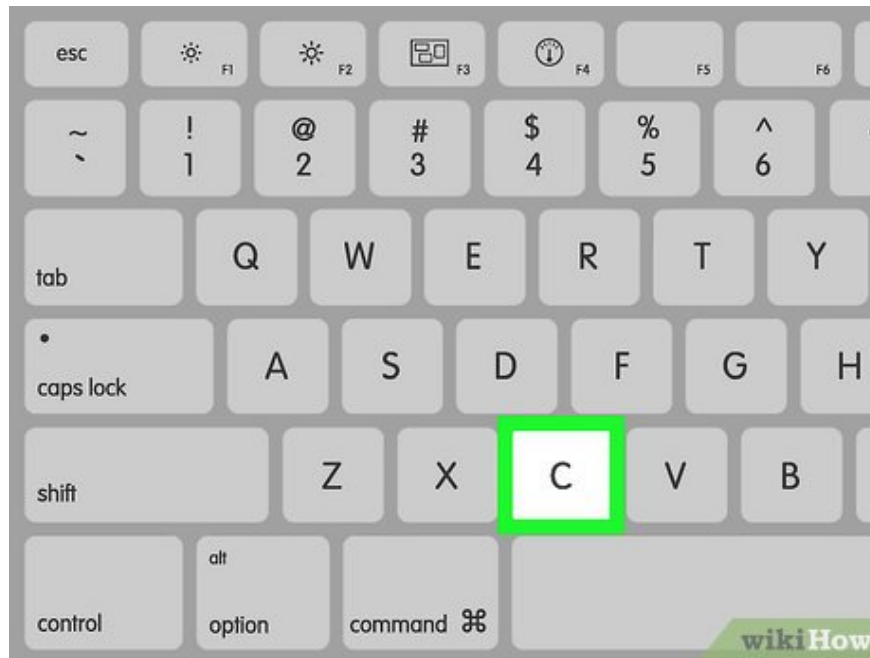 esc F1 F2 F3 F4 F5 F6
~ ! @ # $ % ^
` 1 2 3 4 5 6
tab Q W E R T Y
caps lock A S D F G H
shift Z X C V B
alt
control option command ⌘
wikiHow